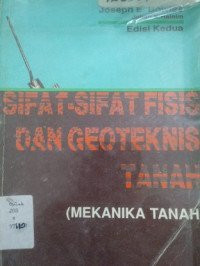 Joseph E.
Edisi Kedua
SIFAT-SIFAT FISIS
DAN GEOTEKNIS
TANAH
(MEKANIKA TANAH